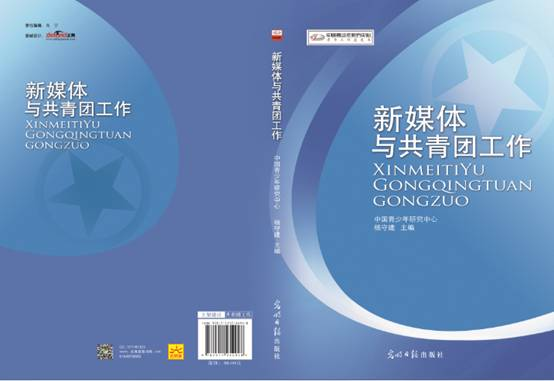 新媒体
与共青团工作
XINMEITIYU
GONGQINGTUAN
GONGZUO
新媒体与共青团工作
中国青少年研究中心
杨守建 主编
光明日报出版社
新媒体
与共青团工作
XINMEITIYU
GONGQINGTUAN
GONGZUO
中国青少年研究中心
杨守建 主编
光明日报出版社